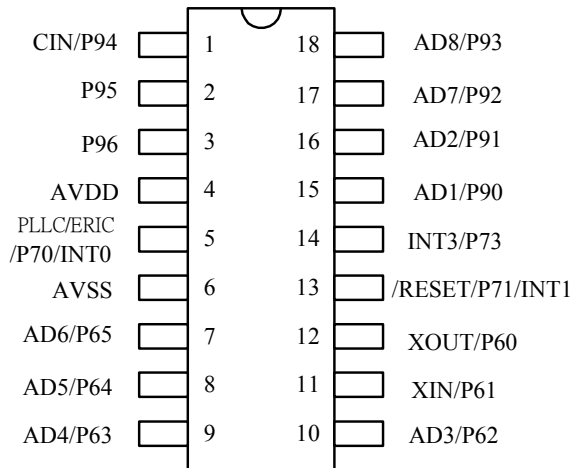 CIN/P94 1 18 AD8/P93
P95 2 17 AD7/P92
P96 3 16 AD2/P91
AVDD 4 15 AD1/P90
PLLC/ERIC
/P70/INT0 5 14 INT3/P73
AVSS 6 13 /RESET/P71/INT1
AD6/P65 7 12 XOUT/P60
AD5/P64 8 11 XIN/P61
AD4/P63 9 10 AD3/P62